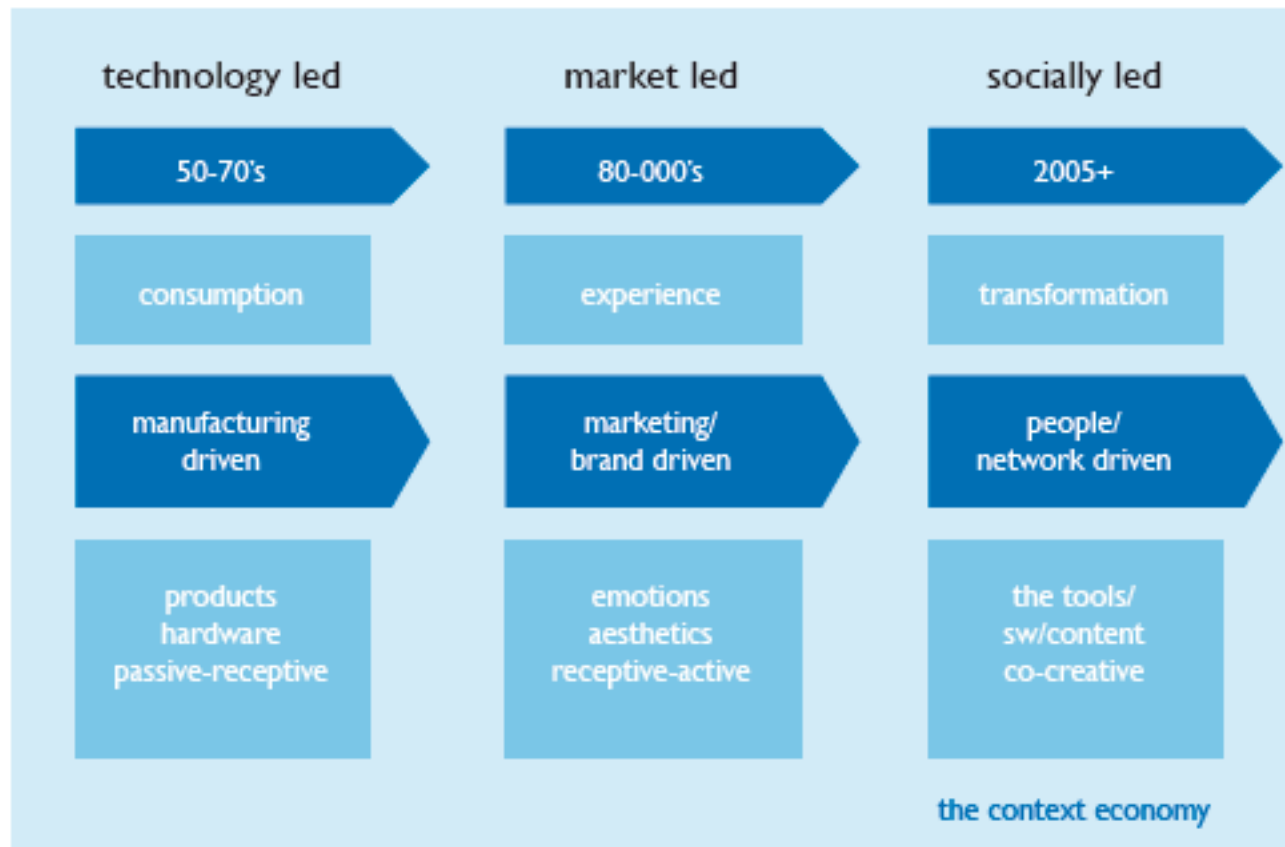 technology led
market led
socially led
50-70's
80-000's
2005+
consumption
experience
transformation
manufacturing
driven
marketing/
brand driven
people/
network driven
products
hardware
passive-receptive
emotions
aesthetics
receptive-active
the tools/
sw/content
co-creative
the context economy